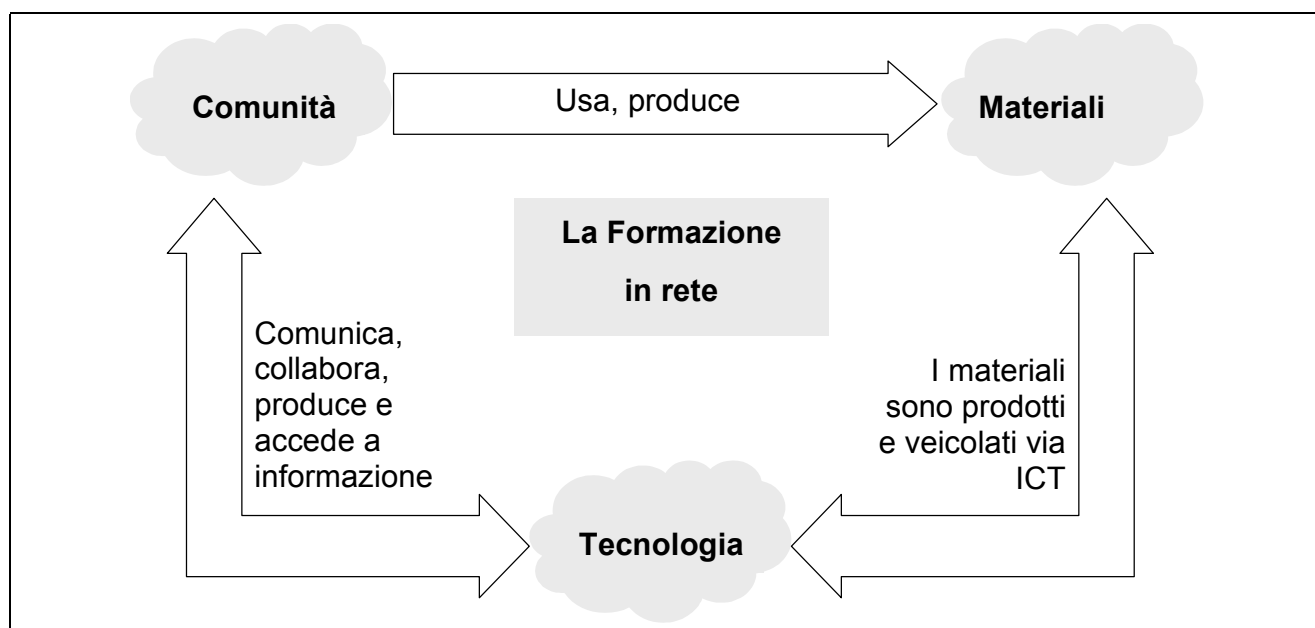 Comunità
Usa, produce
Materiali
La Formazione
in rete
Comunica,
collabora,
produce e
accede a
informazione
I materiali
sono prodotti
e veicolati via
ICT
Tecnologia